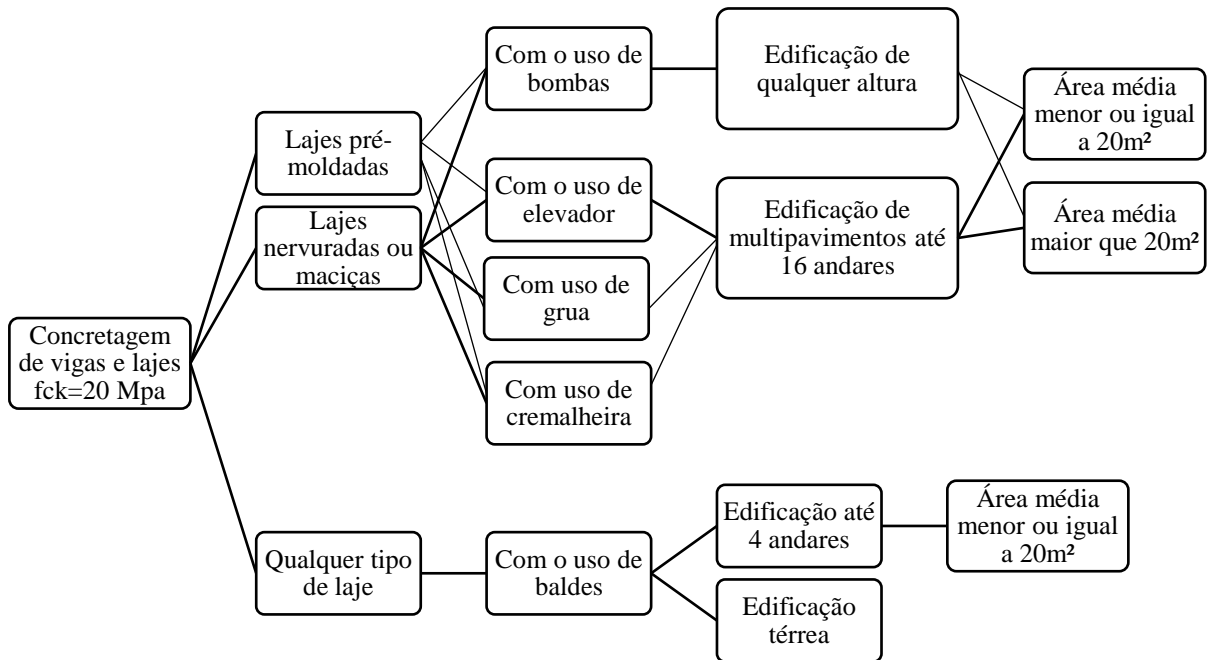 Concretagem
de vigas e lajes
fck=20 Mpa
Lajes pré-
moldadas
Lajes
nervuradas ou
maciças
Qualquer tipo
de laje
Com o uso de
bombas
Com o uso de
elevador
Com uso de
grua
Com uso de
cremalheira
Com o uso de
baldes
Edificação de
qualquer altura
Edificação de
multipavimentos até
16 andares
Edificação até
4 andares
Edificação
térrea
Área média
menor ou igual
a 20m²
Área média
maior que 20m²
Área média
menor ou igual
a 20m²